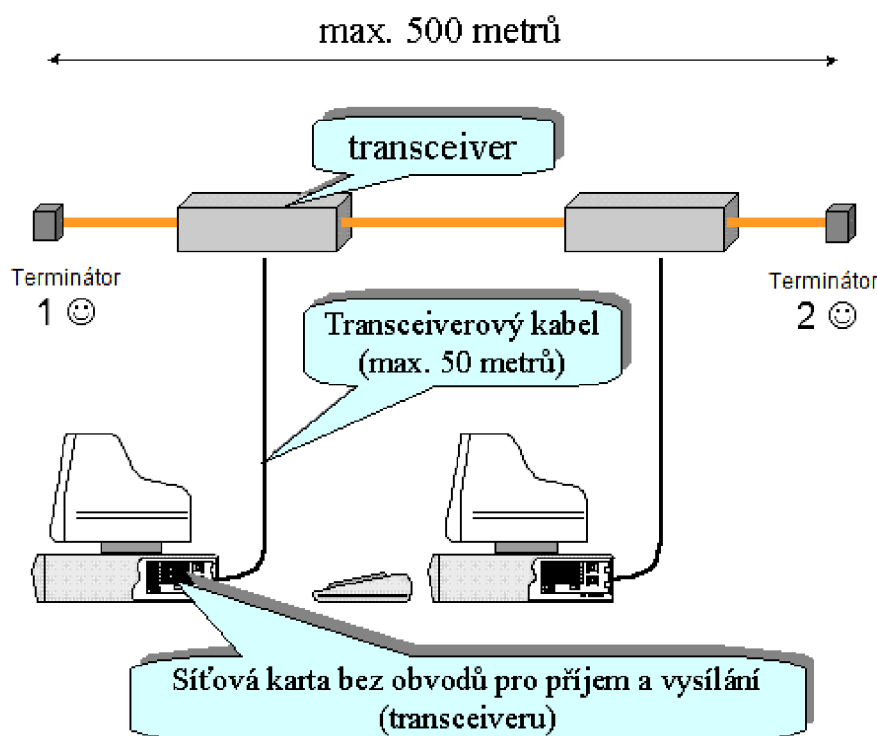 max. 500 metrů
transceiver
Terminátor
1 ☺
Terminátor
2 ☺
Transceiverový kabel
(max. 50 metrů)
Síťová karta bez obvodů pro příjem a vysílání
(transceiveru)